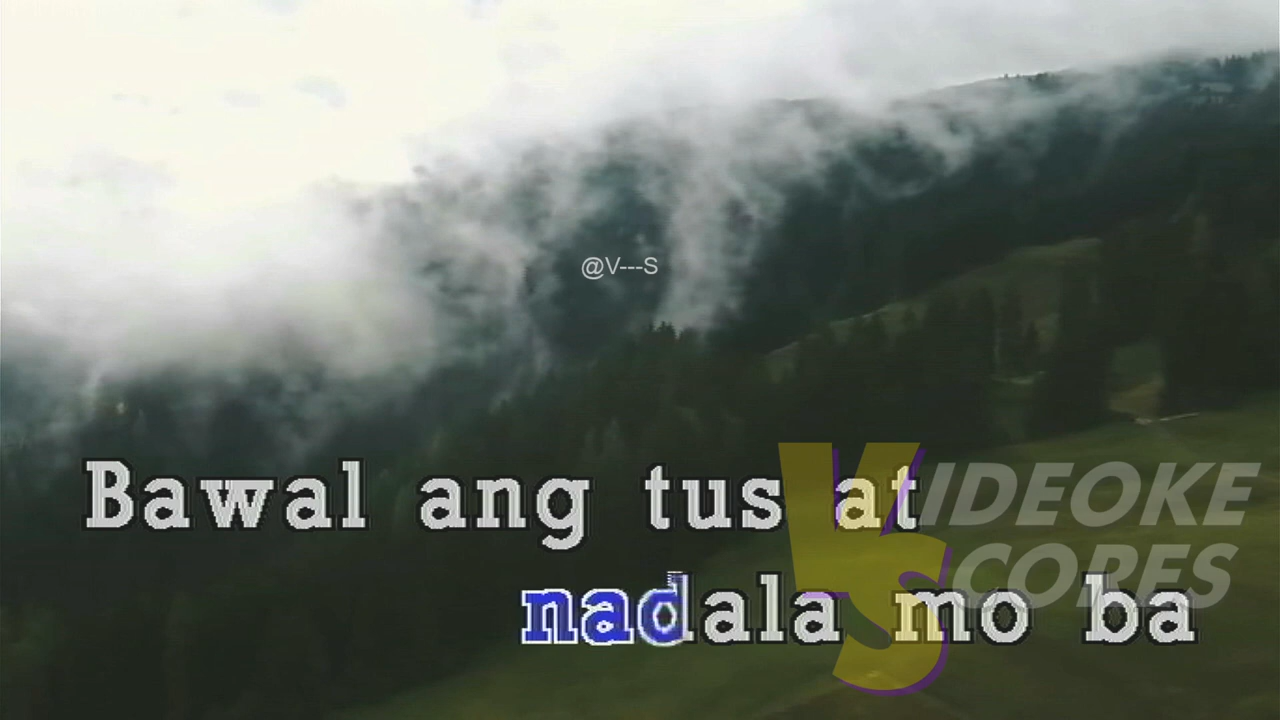 @V---S
Bawal ang tus at
nadala mo ba
VIDEOKE
SCORES